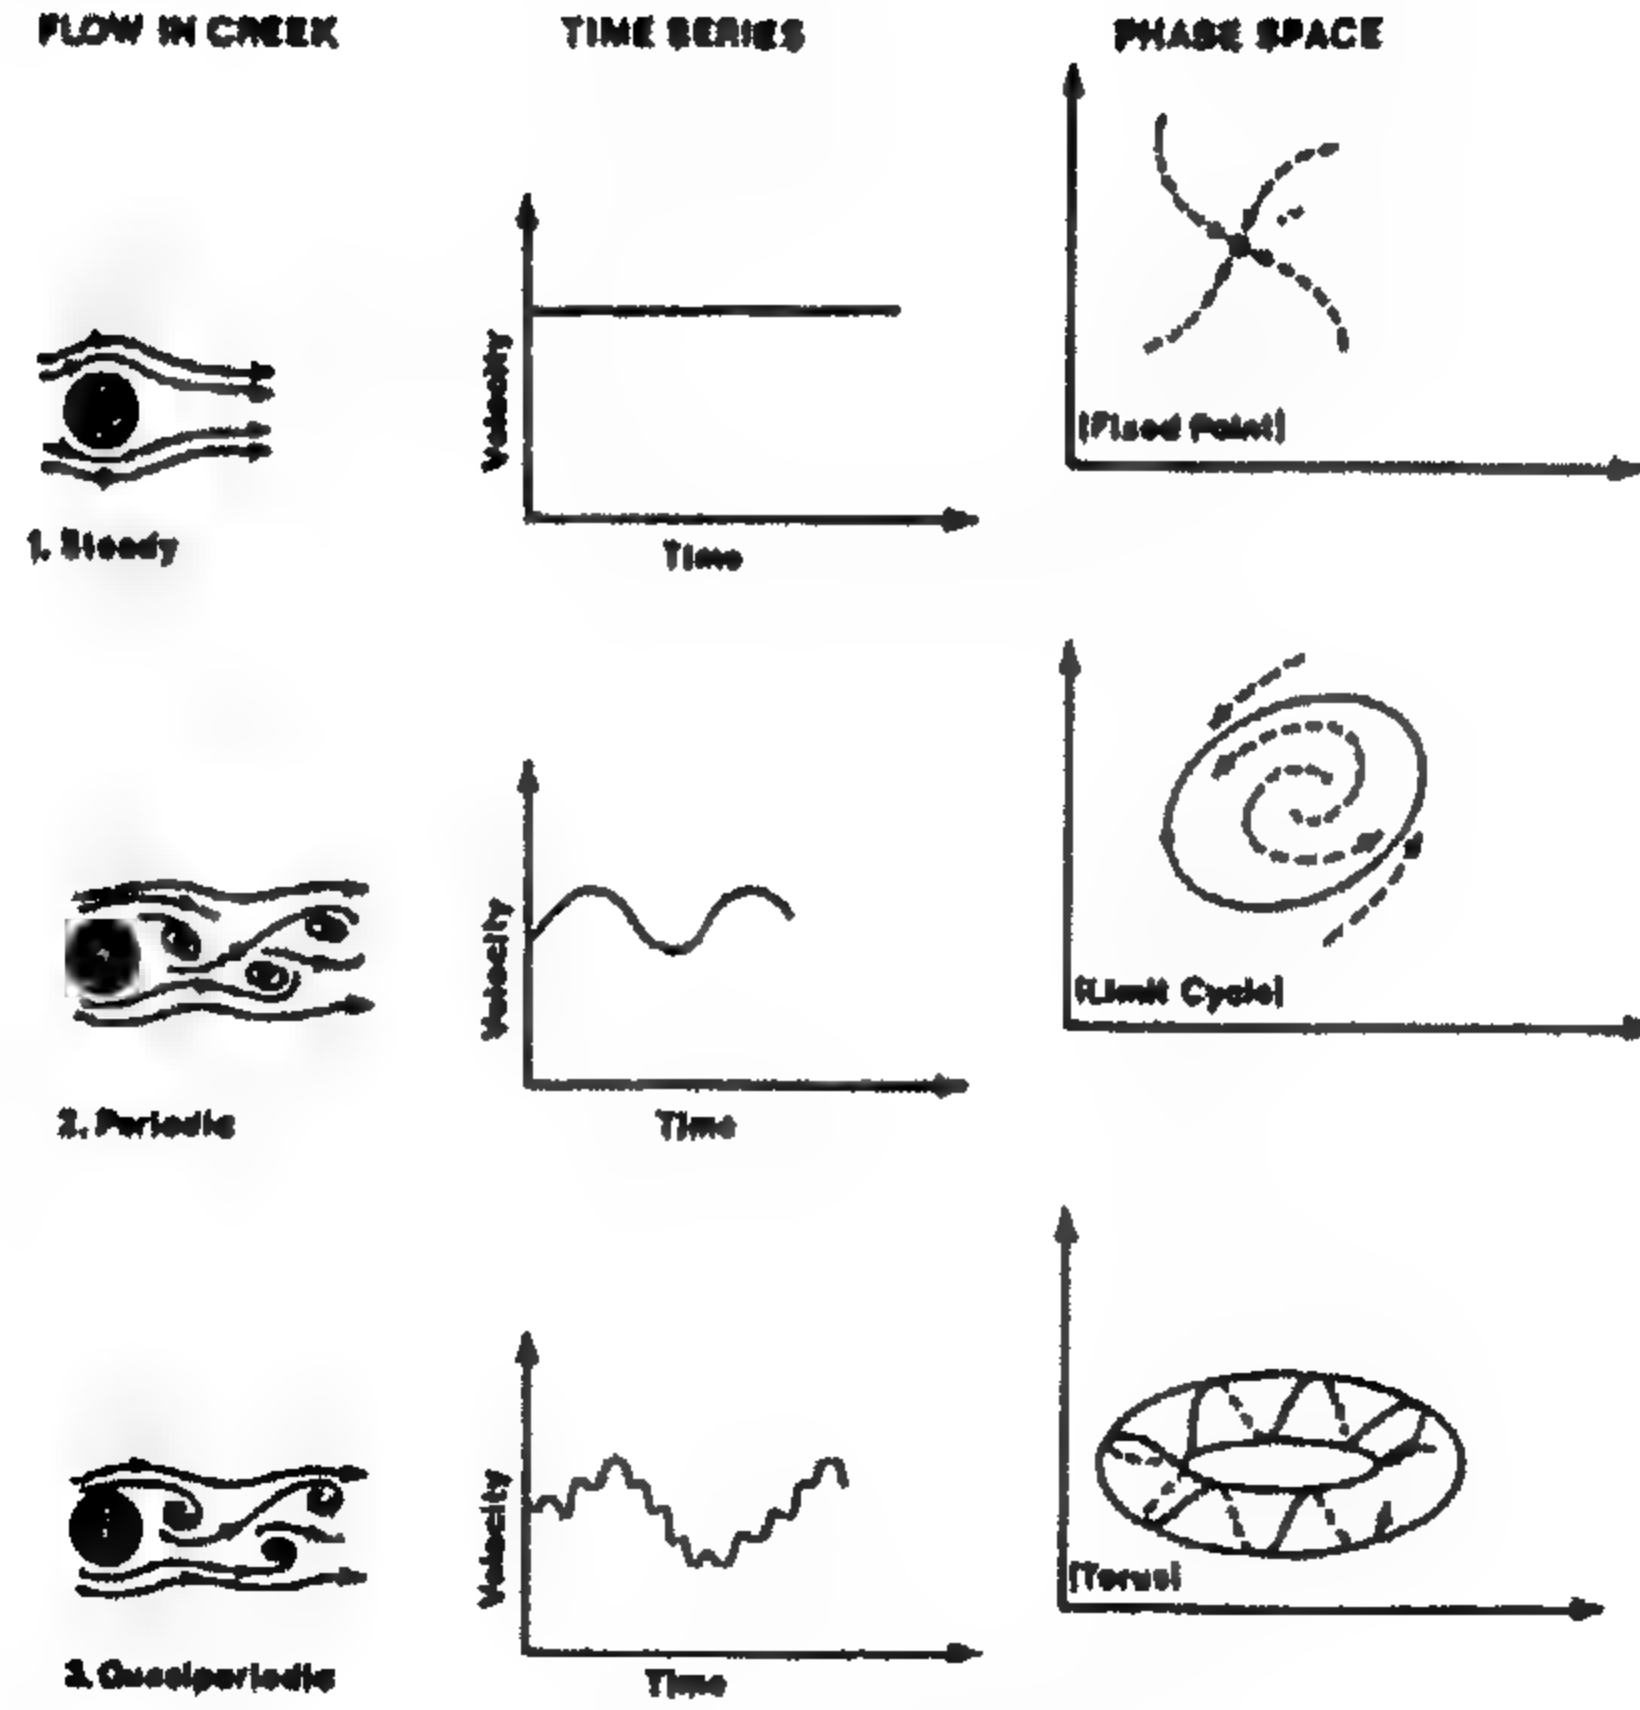 FLOW IN CREEK
TIME SERIES
PHASE SPACE
Velocity
Time
(Fixed Point)
1. Steady
Velocity
Time
(Limit Cycle)
2. Periodic
Velocity
Time
(Torus)
3. Quasiperiodic